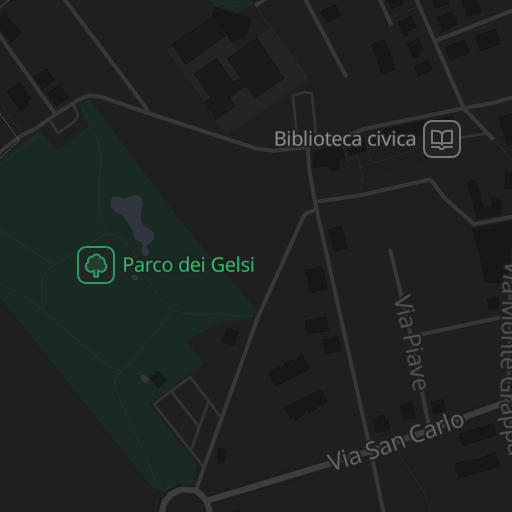 Biblioteca civica
Parco dei Gelsi
Via Piave
Via Monte Grappa
Via San Carlo